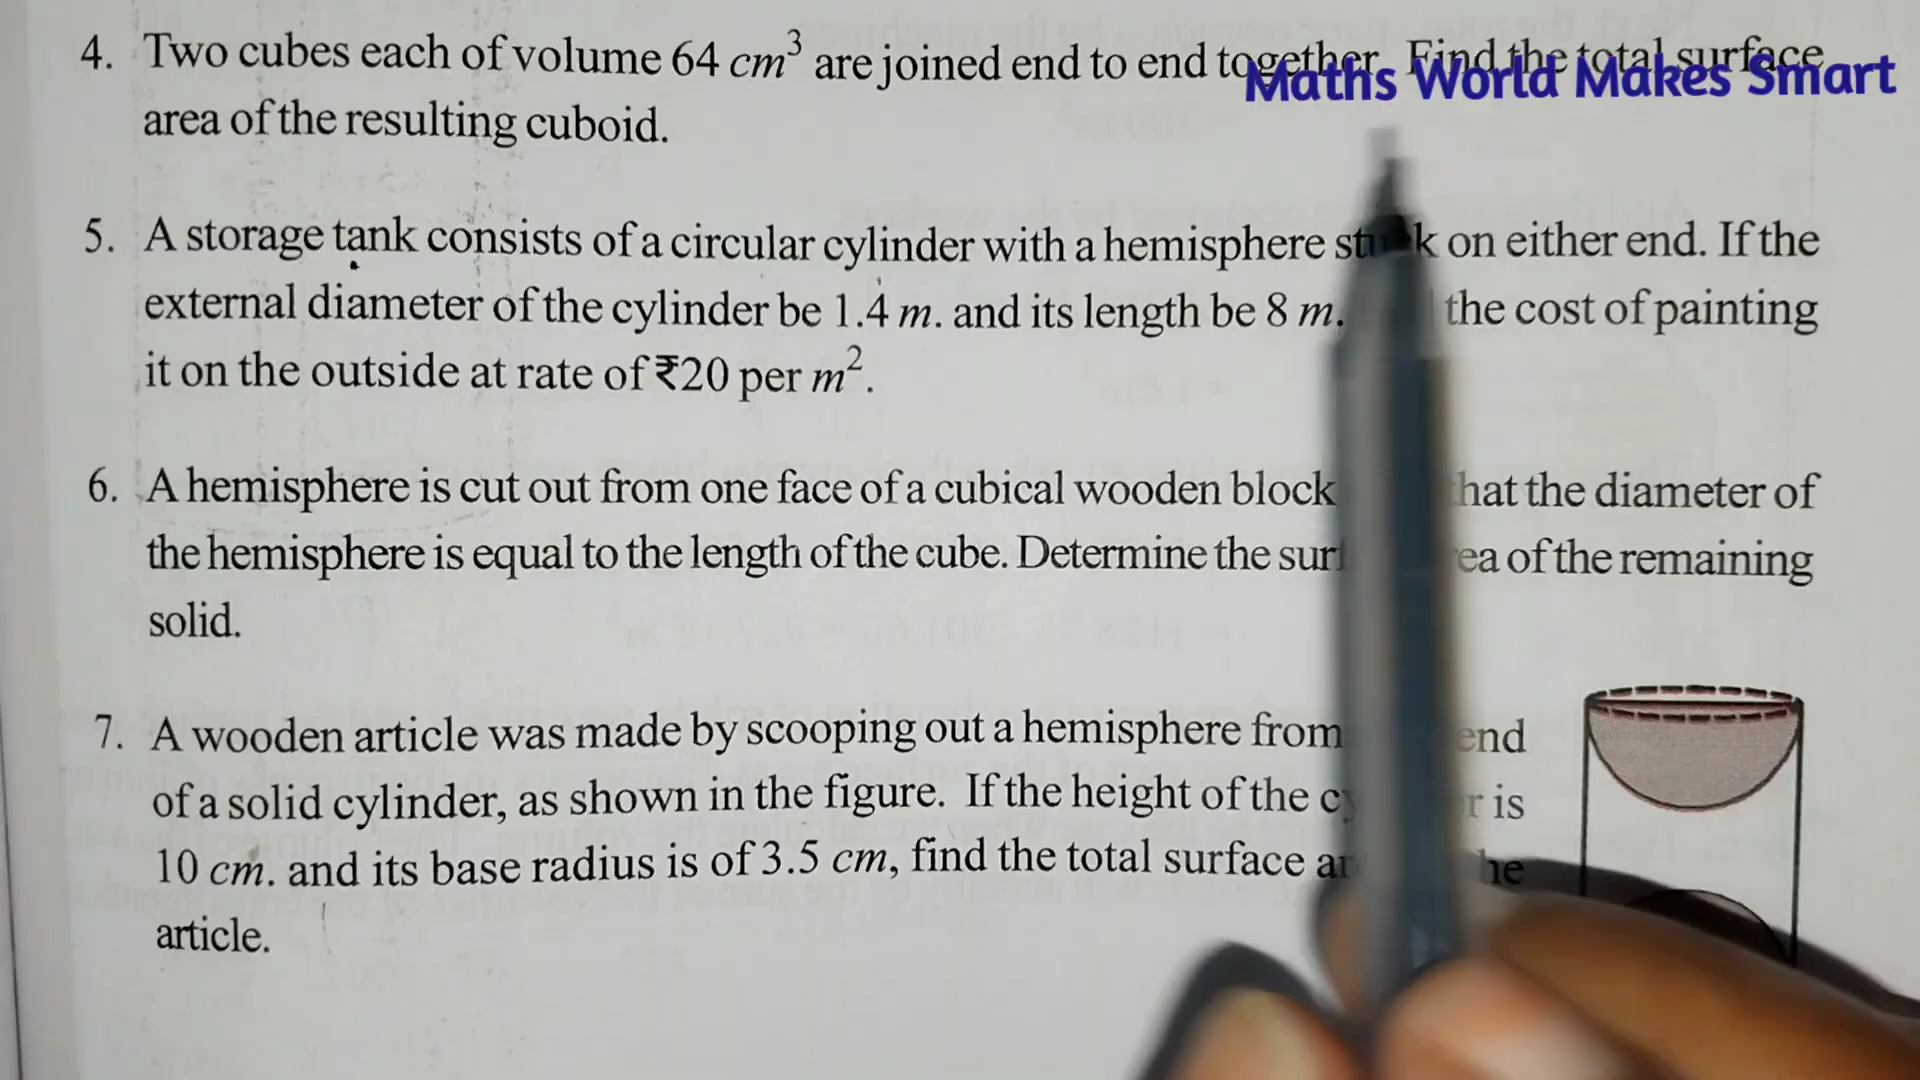 4. Two cubes each of volume 64 cm³ are joined end to end together. Find the total surface
Maths World Makes Smart
area of the resulting cuboid.
5. A storage tank consists of a circular cylinder with a hemisphere on either end. If the
external diameter of the cylinder be 1.4 m. and its length be 8 m. the cost of painting
it on the outside at rate of ₹20 per m².
6. A hemisphere is cut out from one face of a cubical wooden block that the diameter of
the hemisphere is equal to the length of the cube. Determine the of the remaining
solid.
7. A wooden article was made by scooping out a hemisphere from end
of a solid cylinder, as shown in the figure. If the height of the is
10 cm. and its base radius is of 3.5 cm, find the total surface
article.